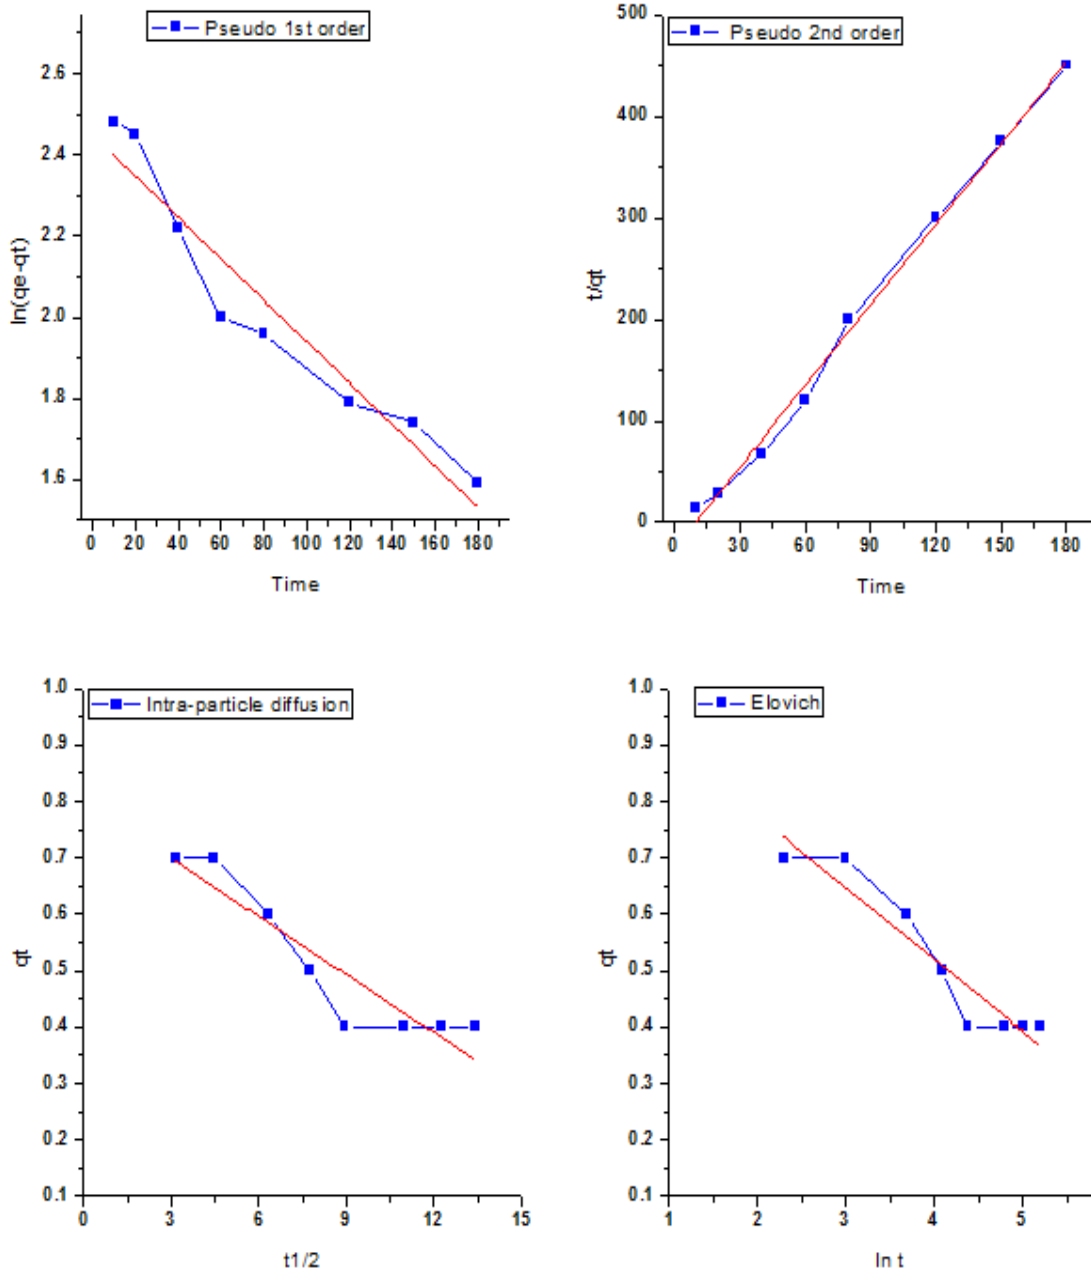 Pseudo 1st order
2.6
2.4
2.2
2.0
1.8
1.6
ln(qe-qt)
0 20 40 60 80 100 120 140 160 180
Time
Pseudo 2nd order
500
400
300
200
100
0
t/qt
0 30 60 90 120 150 180
Time
Intra-particle diffusion
1.0
0.9
0.8
0.7
0.6
0.5
0.4
0.3
0.2
0.1
qt
0 3 6 9 12 15
t1/2
Elovich
1.0
0.9
0.8
0.7
0.6
0.5
0.4
0.3
0.2
0.1
qt
1 2 3 4 5
ln t